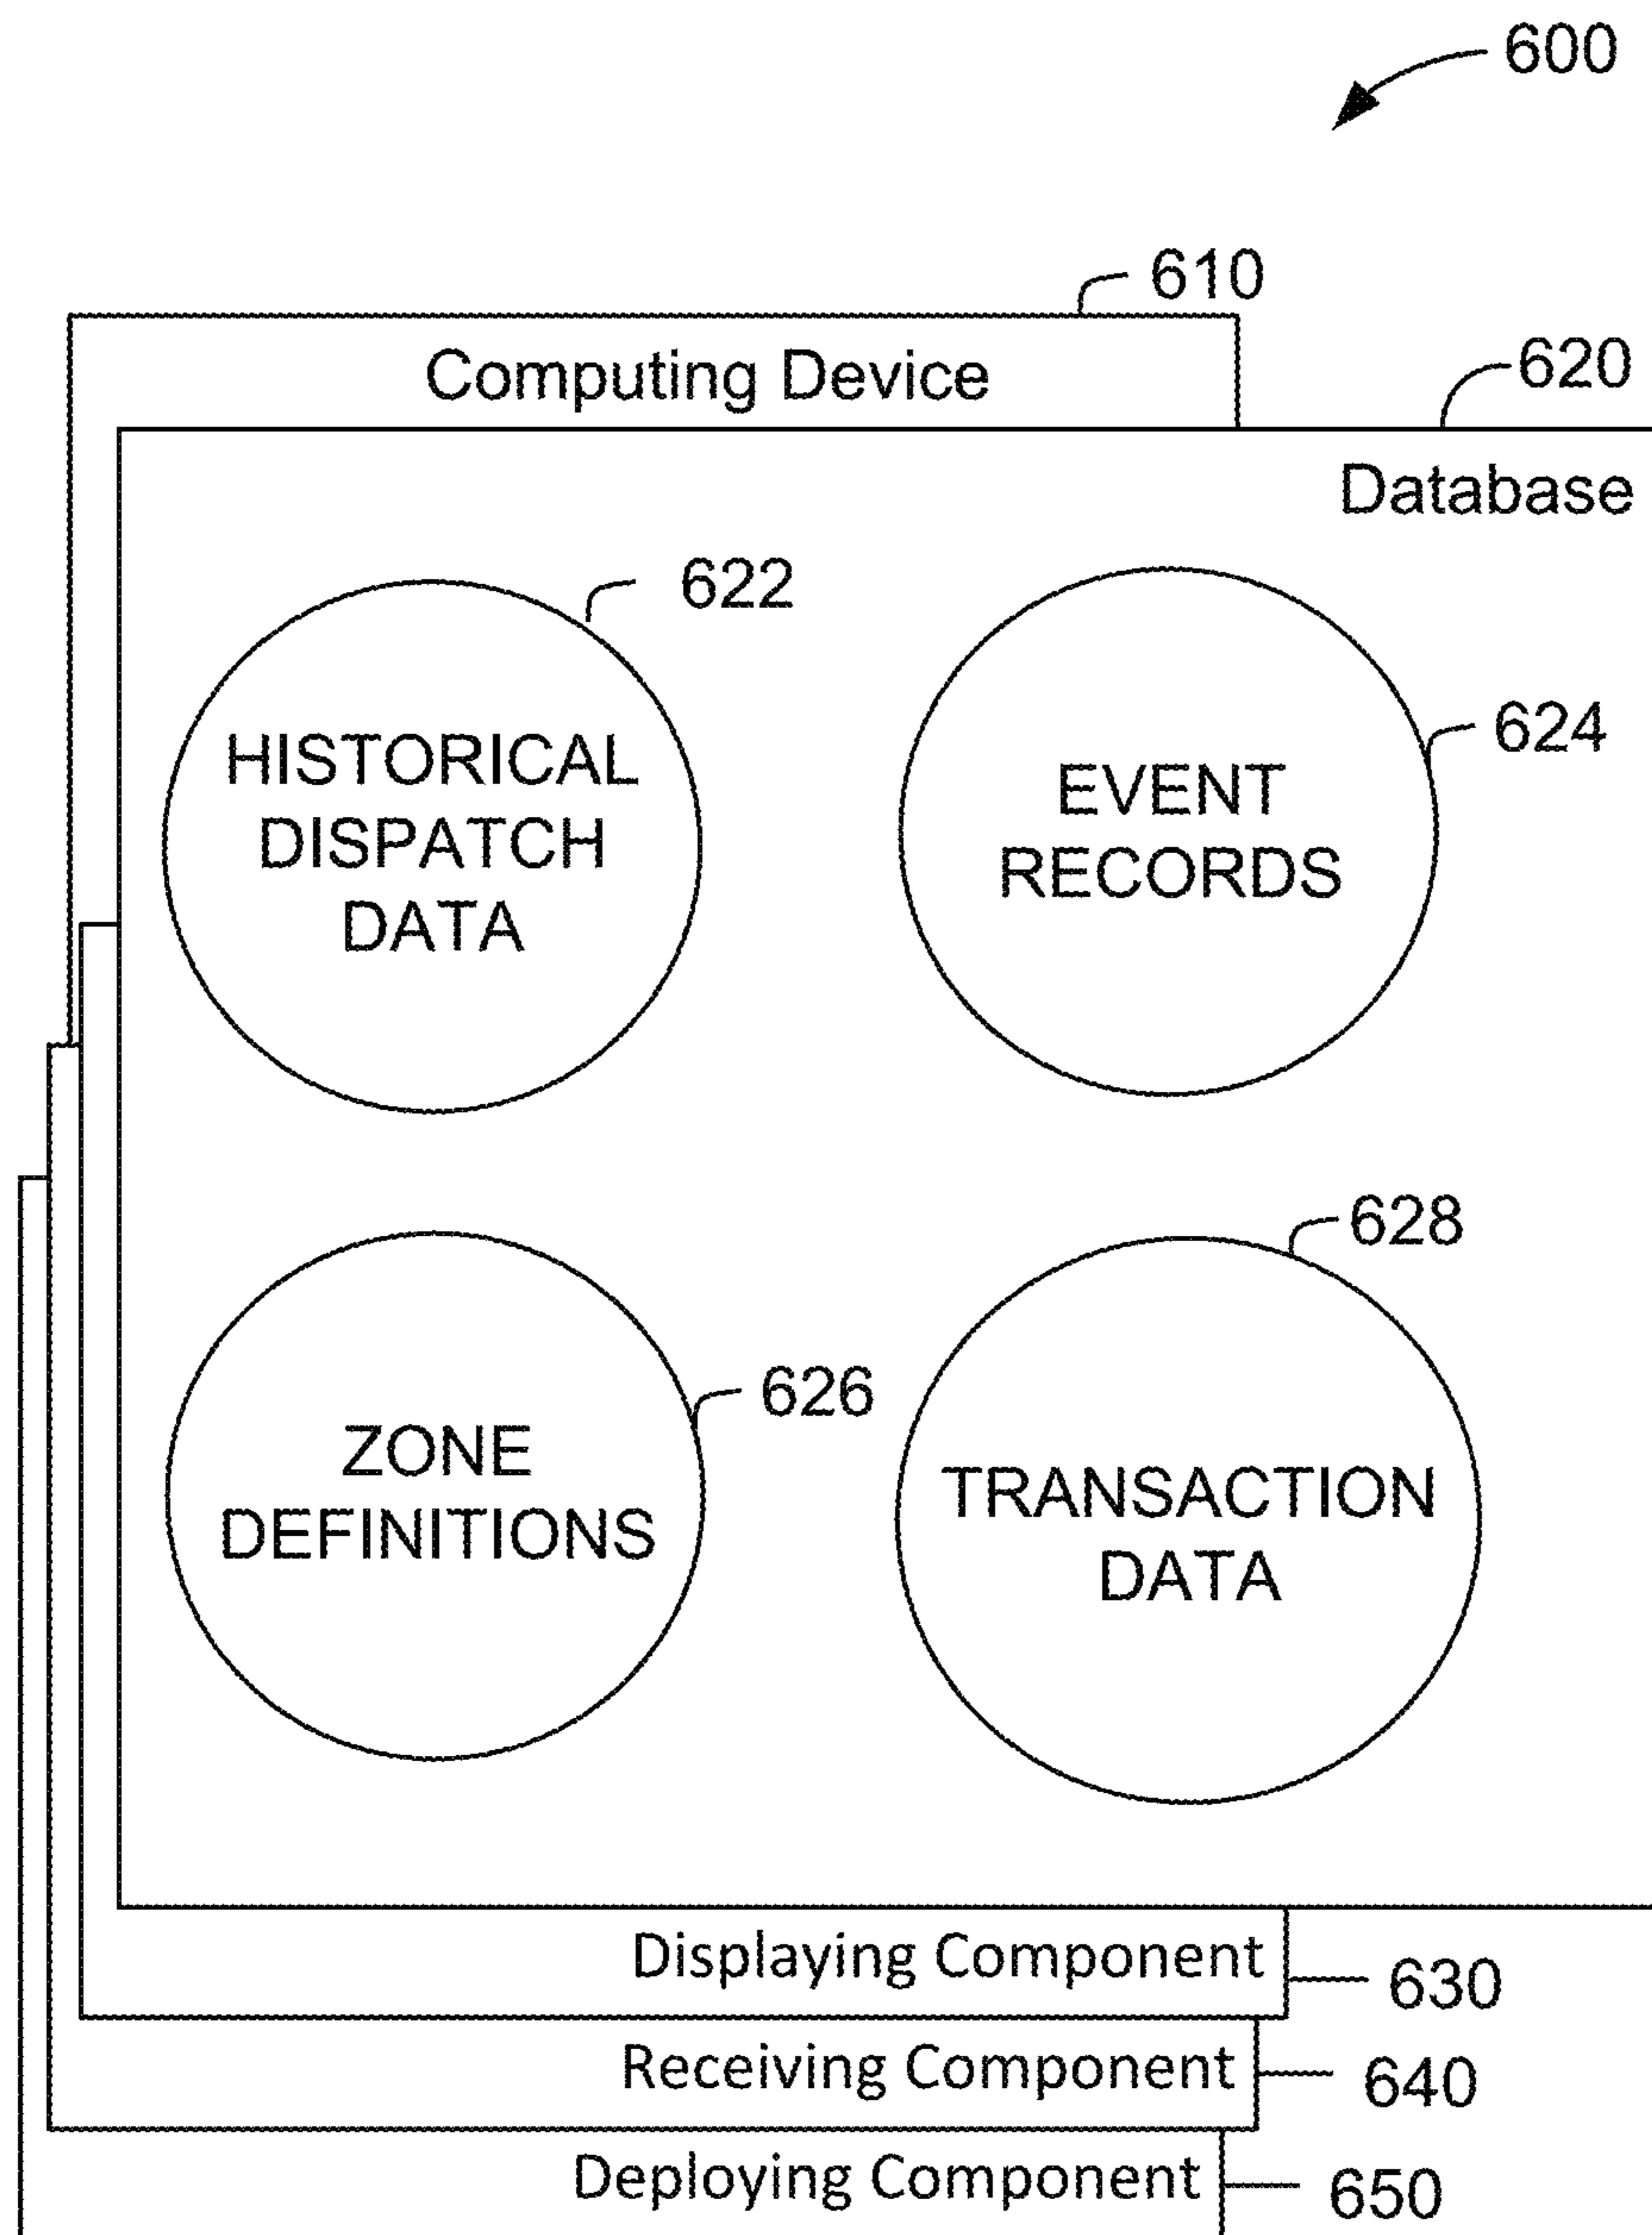 600
610
Computing Device
620
Database
622
HISTORICAL
DISPATCH
DATA
624
EVENT
RECORDS
626
ZONE
DEFINITIONS
628
TRANSACTION
DATA
Displaying Component
630
Receiving Component
640
Deploying Component
650